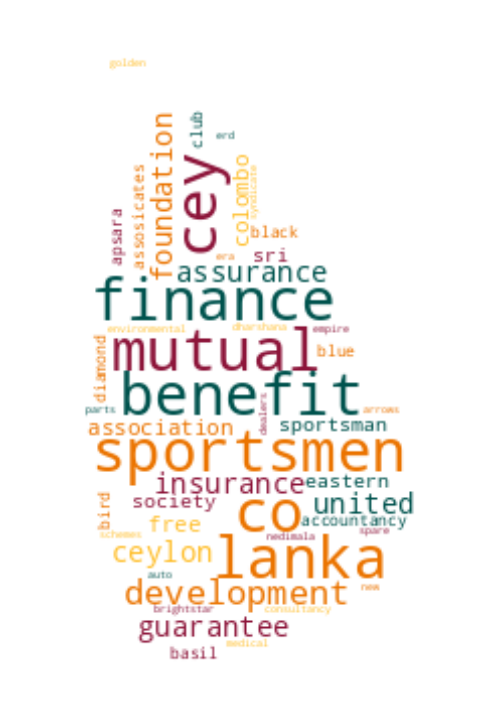 golden
club
erd
foundation
cey
assosicates
colombo
syndicate
apsara
black
era
sri
assurance
finance
environmental
dharshana
empire
mutual
blue
diamond
benefit
parts
arrows
dealers
association
sportsman
sportsmen
insurance
eastern
society
bird
co
united
free
accountancy
schemes
nedimala
spare
ceylon
lanka
auto
development
new
brightstar
consultancy
guarantee
medical
basil